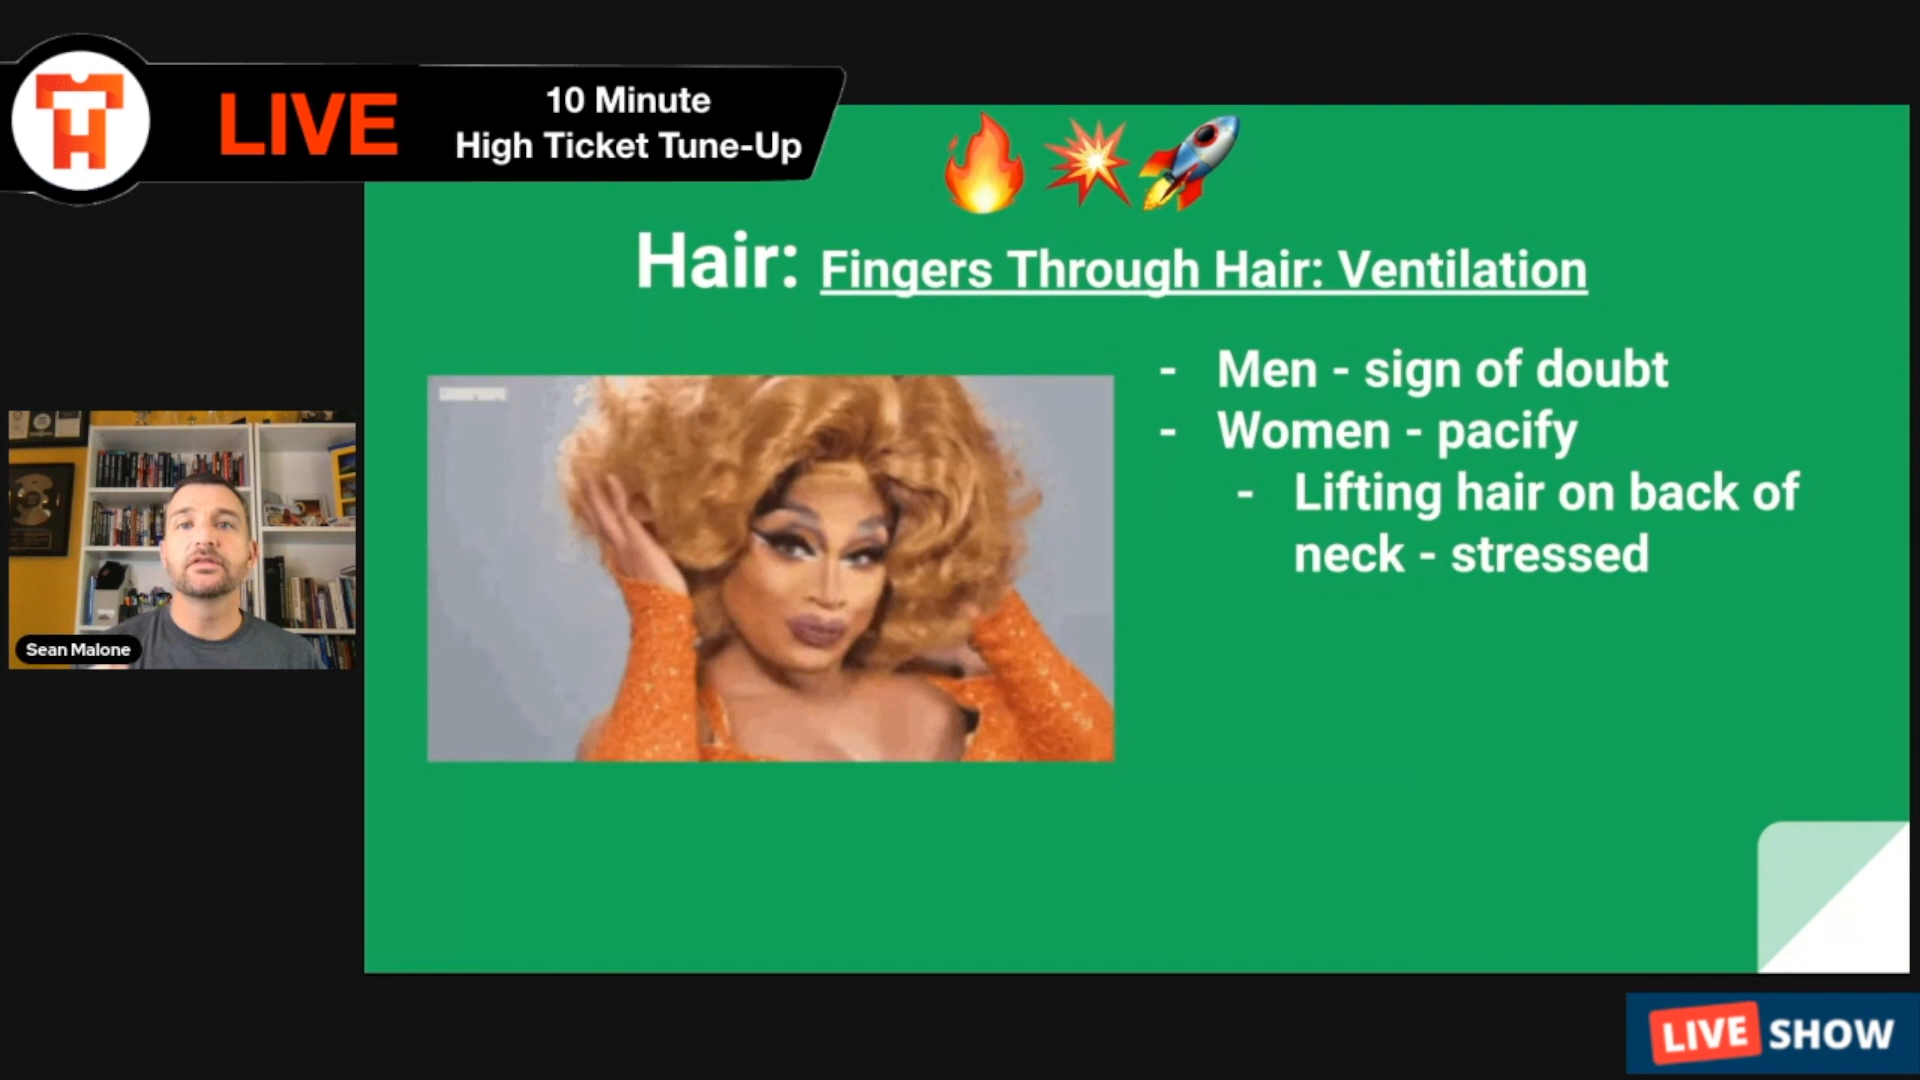 LIVE
10 Minute
High Ticket Tune-Up
Hair: Fingers Through Hair: Ventilation
- Men - sign of doubt
- Women - pacify
- Lifting hair on back of
neck - stressed
Sean Malone
LIVE SHOW